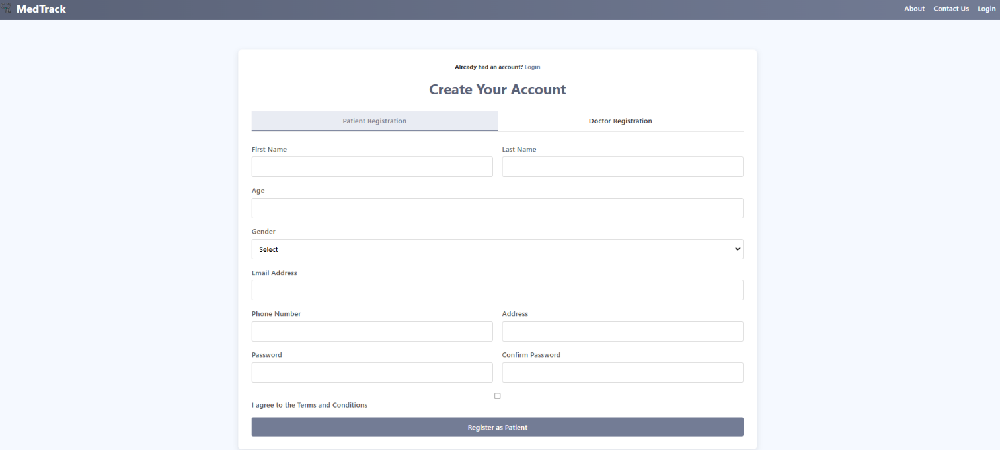 MedTrack
About Contact Us Login
Already had an account? Login
Create Your Account
Patient Registration Doctor Registration
First Name Last Name
Age
Gender
Select
Email Address
Phone Number Address
Password Confirm Password
I agree to the Terms and Conditions
Register as Patient